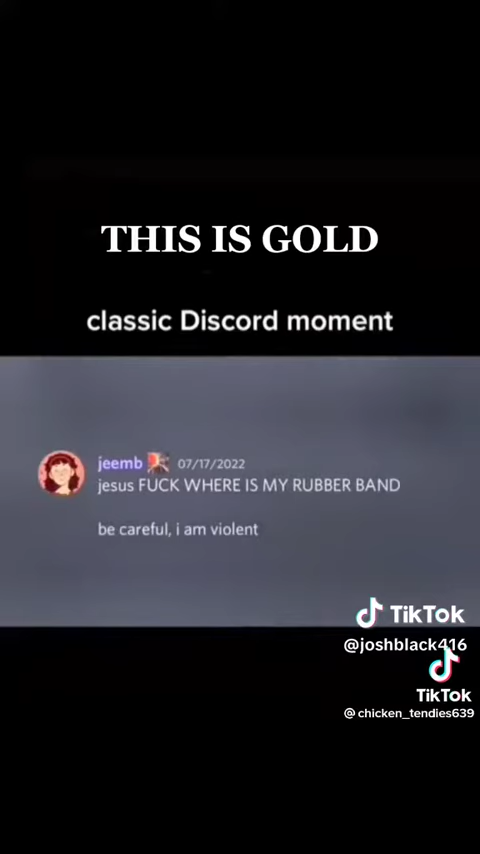 THIS IS GOLD
classic Discord moment
jeemb 07/17/2022
jesus FUCK WHERE IS MY RUBBER BAND
be careful, i am violent
TikTok
@joshblack416
TikTok
@chicken_tendies639